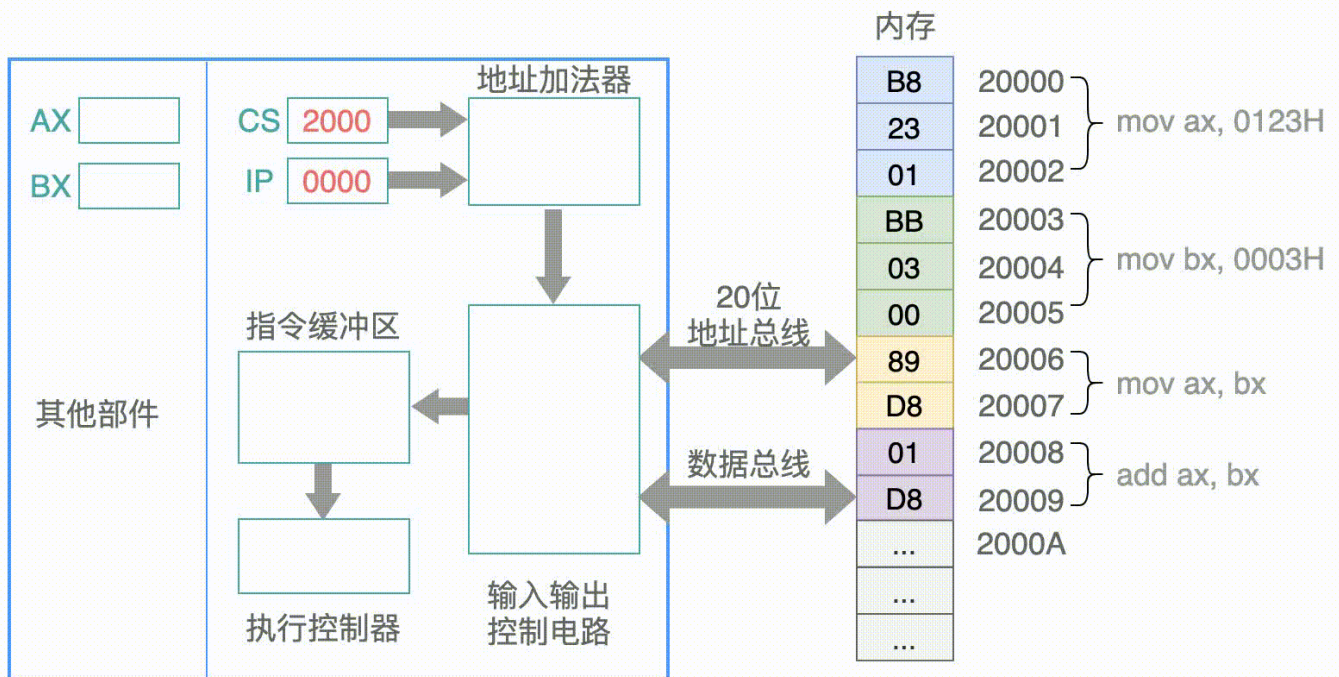 内存
地址加法器
AX
BX
CS 2000
IP 0000
指令缓冲区
其他部件
执行控制器
输入输出
控制电路
20位
地址总线
数据总线
B8 20000
23 20001
01 20002
mov ax, 0123H
BB 20003
03 20004
00 20005
mov bx, 0003H
89 20006
D8 20007
mov ax, bx
01 20008
D8 20009
add ax, bx
... 2000A
...
...